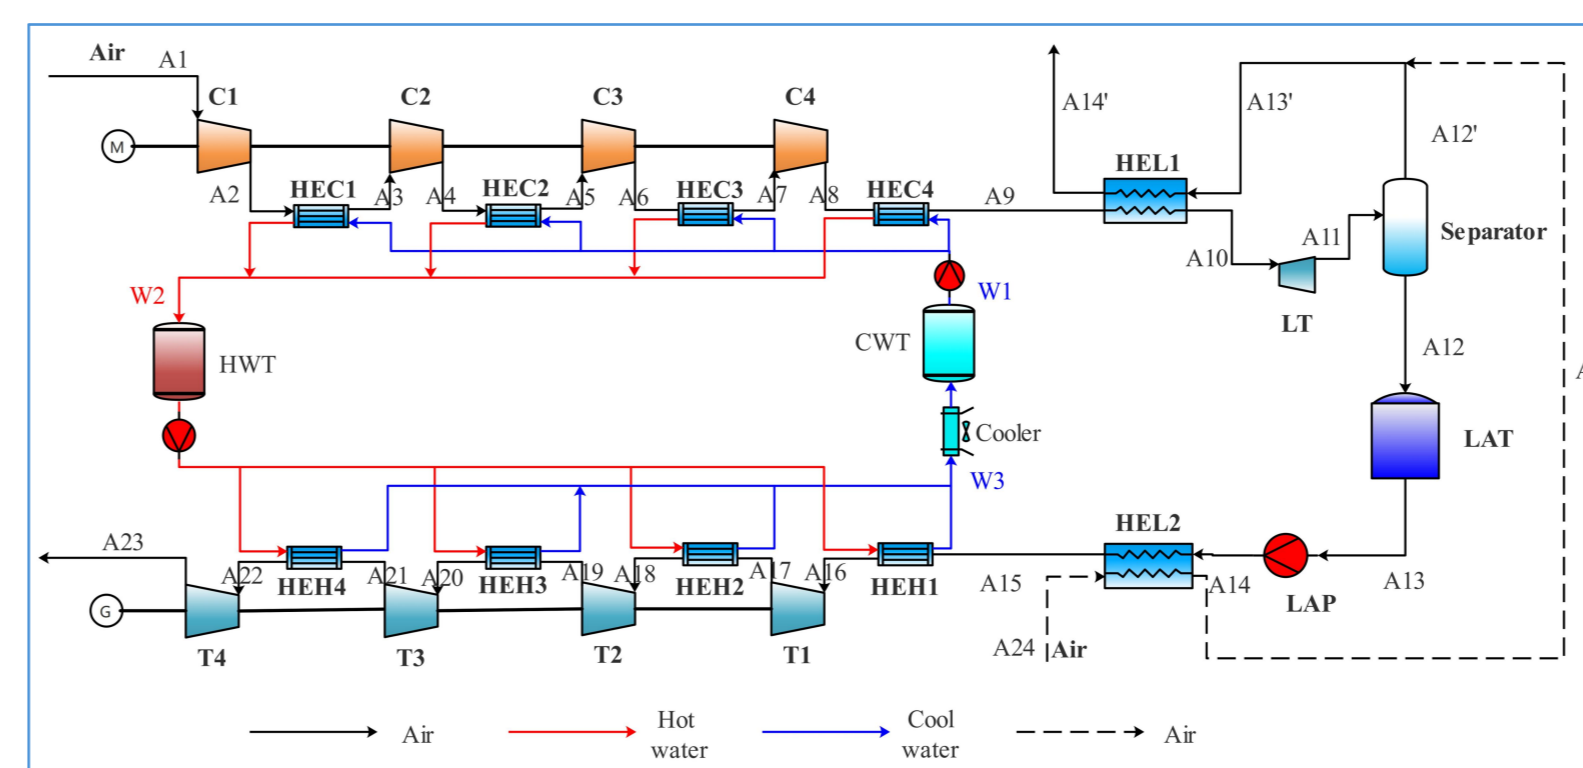 Air
A1
C1
C2
C3
C4
M
A2
HEC1
A3
A4
HEC2
A5
A6
HEC3
A7
A8
HEC4
A9
HEL1
A14'
A13'
A12'
A10
A11
Separator
LT
W2
W1
HWT
CWT
A12
A
Cooler
LAT
W3
HEL2
A23
A22
HEH4
A21
A20
HEH3
A19
A18
HEH2
A17
A16
HEH1
A15
A14
LAP
A13
G
T4
T3
T2
T1
A24 Air
Air
Hot
water
Cool
water
Air